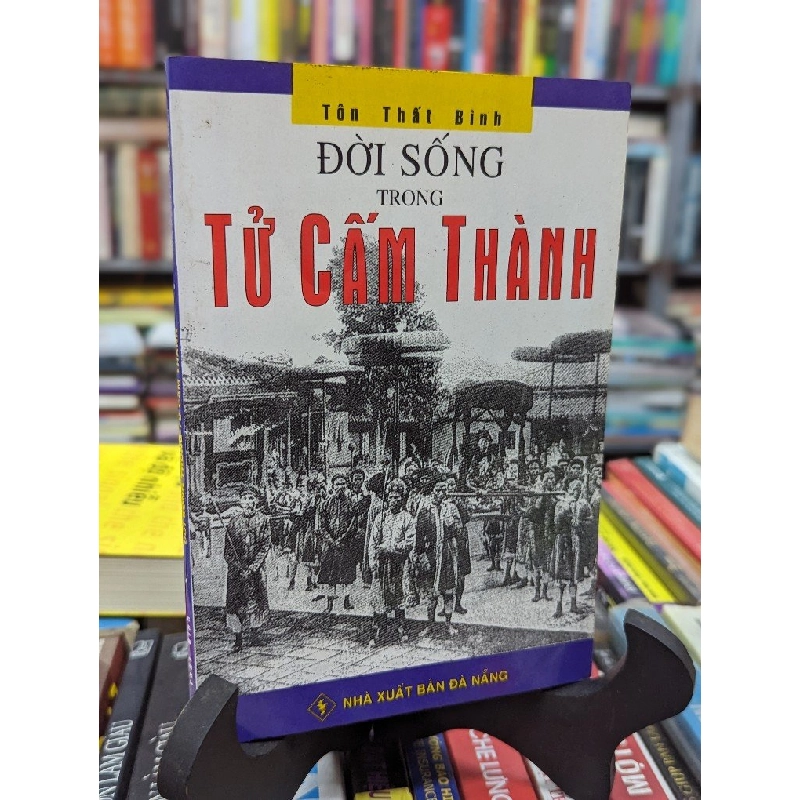 Tôn Thất Bình
ĐỜI SỐNG
TRONG
TỬ CẤM THÀNH
NHÀ XUẤT BẢN ĐÀ NẴNG